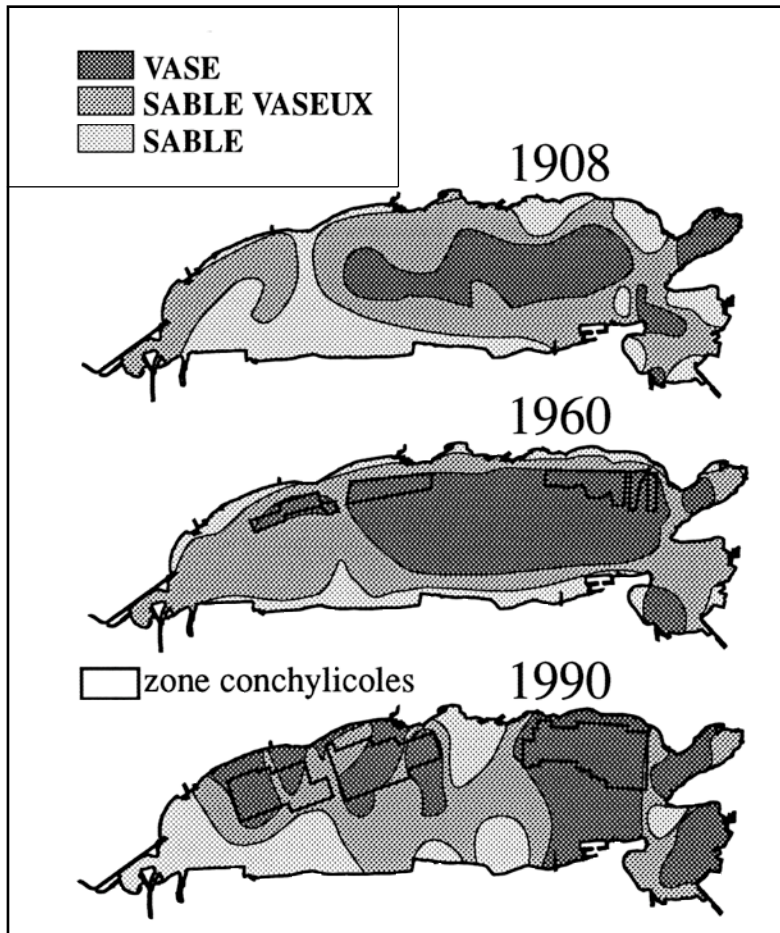 VASE
SABLE VASEUX
SABLE
1908
1960
zone conchylicoles
1990